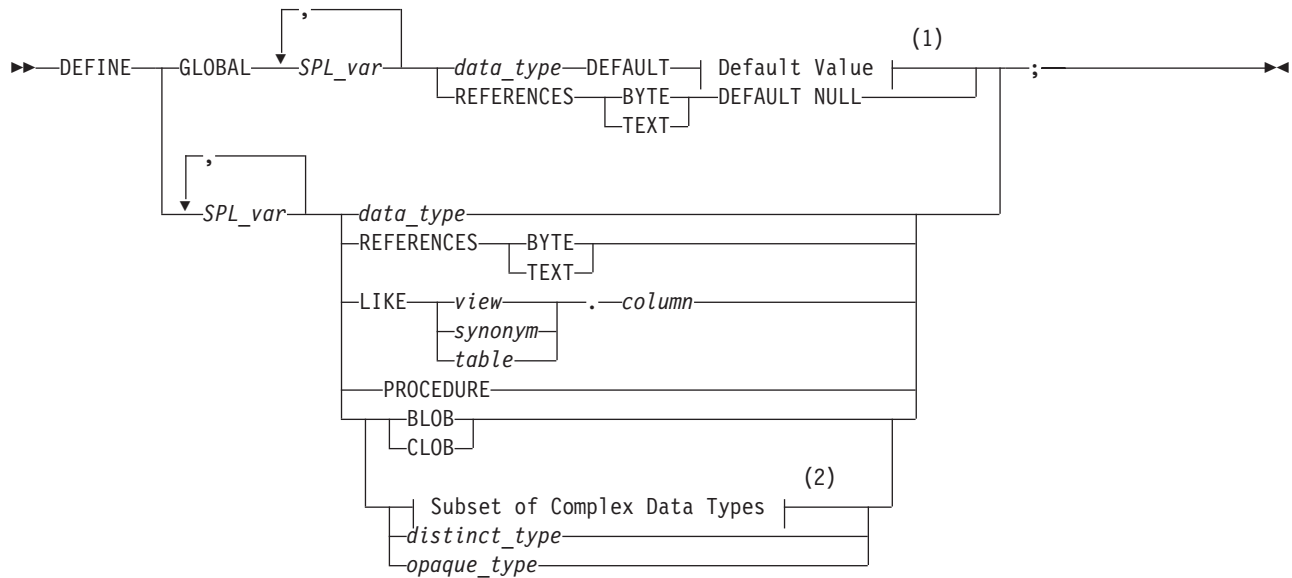 ,
(1)
DEFINE GLOBAL SPL_var data_type DEFAULT Default Value ;
REFERENCES BYTE DEFAULT NULL
TEXT
,
SPL_var data_type
REFERENCES BYTE
TEXT
LIKE view . column
synonym
table
PROCEDURE
BLOB
CLOB
(2)
Subset of Complex Data Types
distinct_type
opaque_type